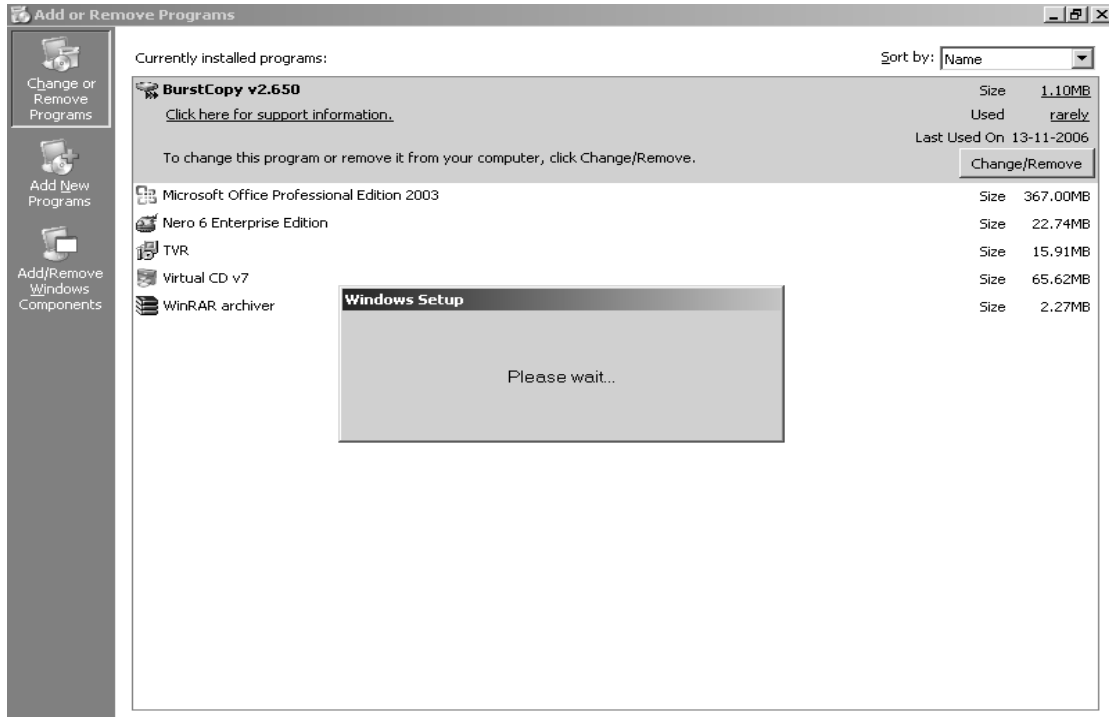 Add or Remove Programs
Change or
Remove
Programs
Add New
Programs
Add/Remove
Windows
Components
Currently installed programs:
Sort by: Name
BurstCopy v2.650 Size 1.10MB
Click here for support information. Used rarely
Last Used On 13-11-2006
To change this program or remove it from your computer, click Change/Remove. Change/Remove
Microsoft Office Professional Edition 2003 Size 367.00MB
Nero 6 Enterprise Edition Size 22.74MB
TVR Size 15.91MB
Virtual CD v7 Size 65.62MB
WinRAR archiver Size 2.27MB
Windows Setup
Please wait...